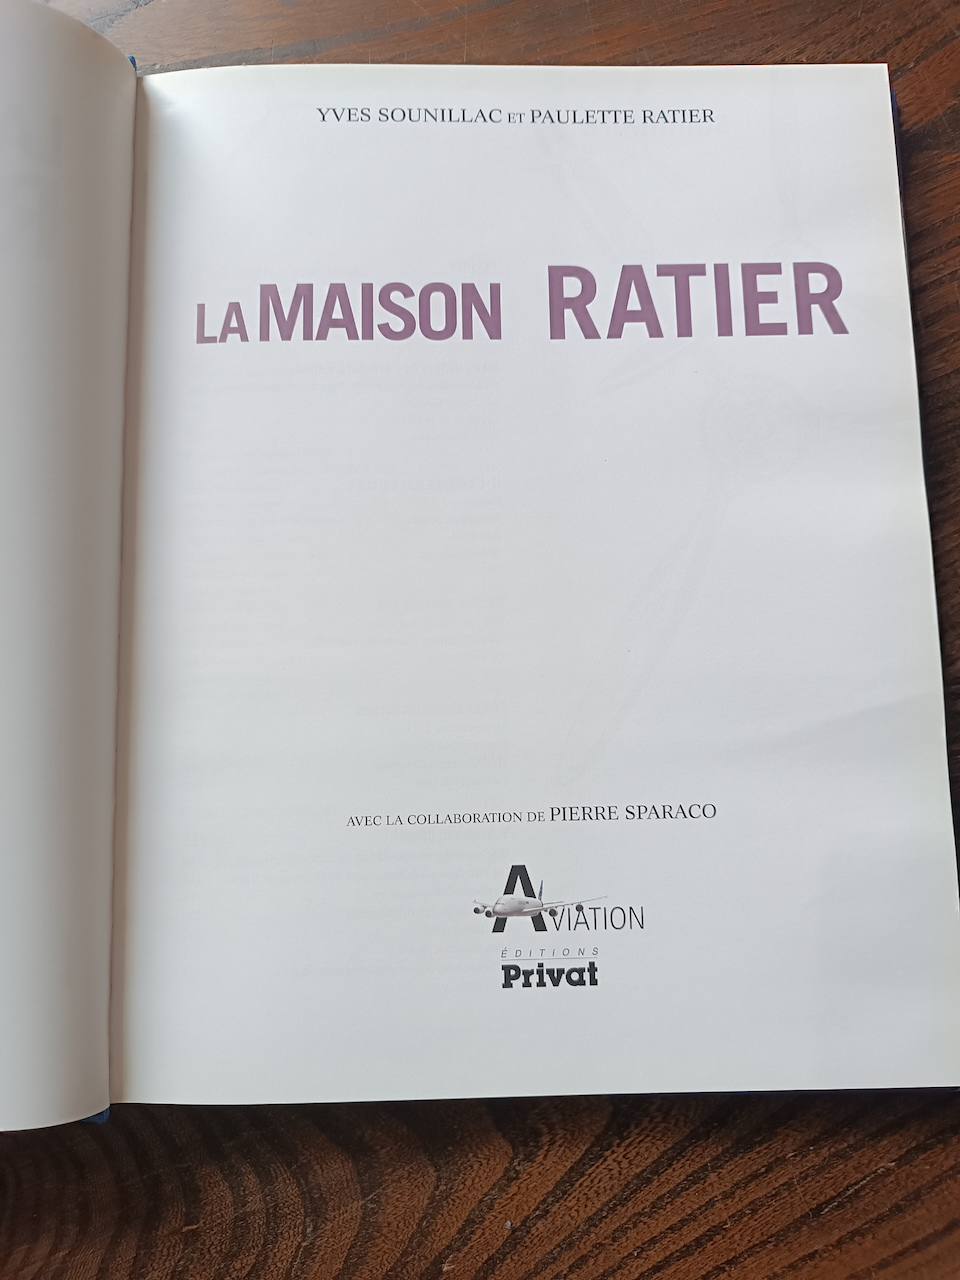 YVES SOUNILLAC ET PAULETTE RATIER
LA MAISON RATIER
AVEC LA COLLABORATION DE PIERRE SPARACO
AVIATION
ÉDITIONS
Privat